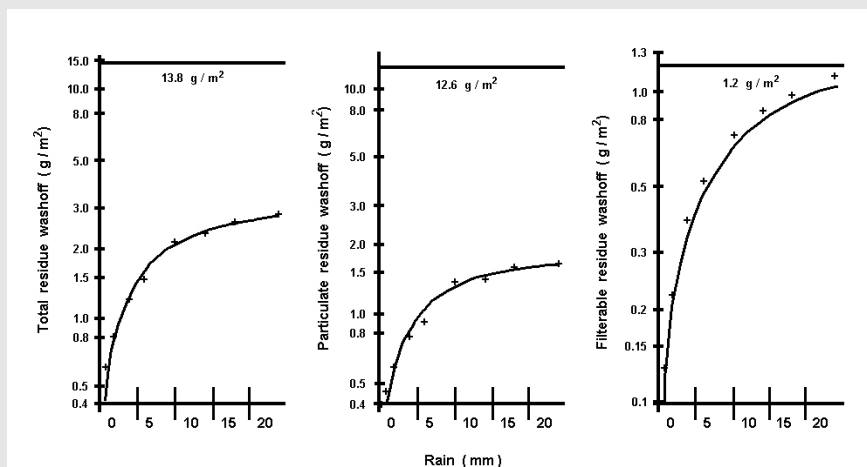 Total residue washoff ( g / m²)
15.0
10.0
8.0
5.0
3.0
2.0
1.5
1.0
0.8
0.5
0.4
13.8 g / m²
0 5 10 15 20
Particulate residue washoff ( g / m²)
10.0
8.0
5.0
3.0
2.0
1.5
1.0
0.8
0.5
0.4
12.6 g / m²
0 5 10 15 20
Filterable residue washoff ( g / m²)
1.3
1.0
0.8
0.5
0.3
0.2
0.15
0.1
1.2 g / m²
0 5 10 15 20
Rain ( mm )